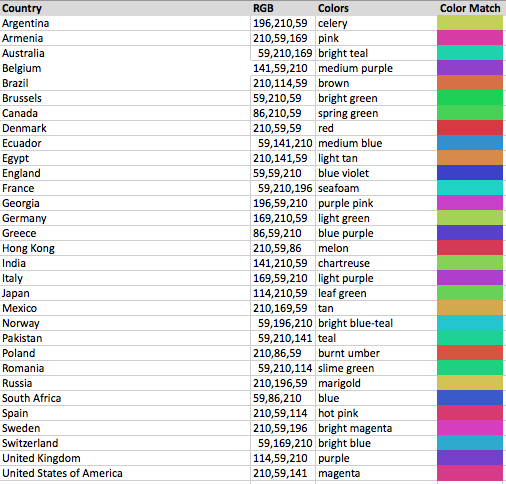 Country RGB Colors Color Match
Argentina 196,210,59 celery
Armenia 210,59,169 pink
Australia 59,210,169 bright teal
Belgium 141,59,210 medium purple
Brazil 210,114,59 brown
Brussels 59,210,59 bright green
Canada 86,210,59 spring green
Denmark 210,59,59 red
Ecuador 59,141,210 medium blue
Egypt 210,141,59 light tan
England 59,59,210 blue violet
France 59,210,196 seafoam
Georgia 196,59,210 purple pink
Germany 169,210,59 light green
Greece 86,59,210 blue purple
Hong Kong 210,59,86 melon
India 141,210,59 chartreuse
Italy 169,59,210 light purple
Japan 114,210,59 leaf green
Mexico 210,169,59 tan
Norway 59,196,210 bright blue-teal
Pakistan 59,210,141 teal
Poland 210,86,59 burnt umber
Romania 59,210,114 slime green
Russia 210,196,59 marigold
South Africa 59,86,210 blue
Spain 210,59,114 hot pink
Sweden 210,59,196 bright magenta
Switzerland 59,169,210 bright blue
United Kingdom 114,59,210 purple
United States of America 210,59,141 magenta